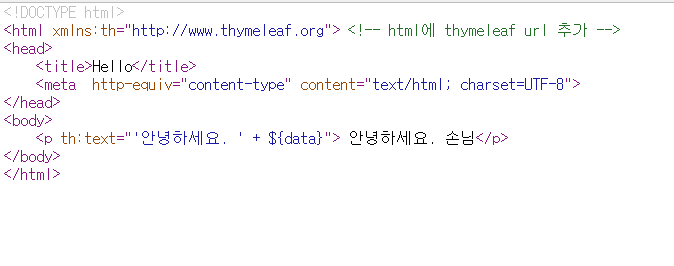 <!DOCTYPE html>
<html xmlns:th="http://www.thymeleaf.org"> <!-- html에 thymeleaf url 추가 -->
<head>
    <title>Hello</title>
    <meta  http-equiv="content-type" content="text/html; charset=UTF-8">
</head>
<body>
    <p th:text="'안녕하세요. ' + ${data}"> 안녕하세요. 손님</p>
</body>
</html>